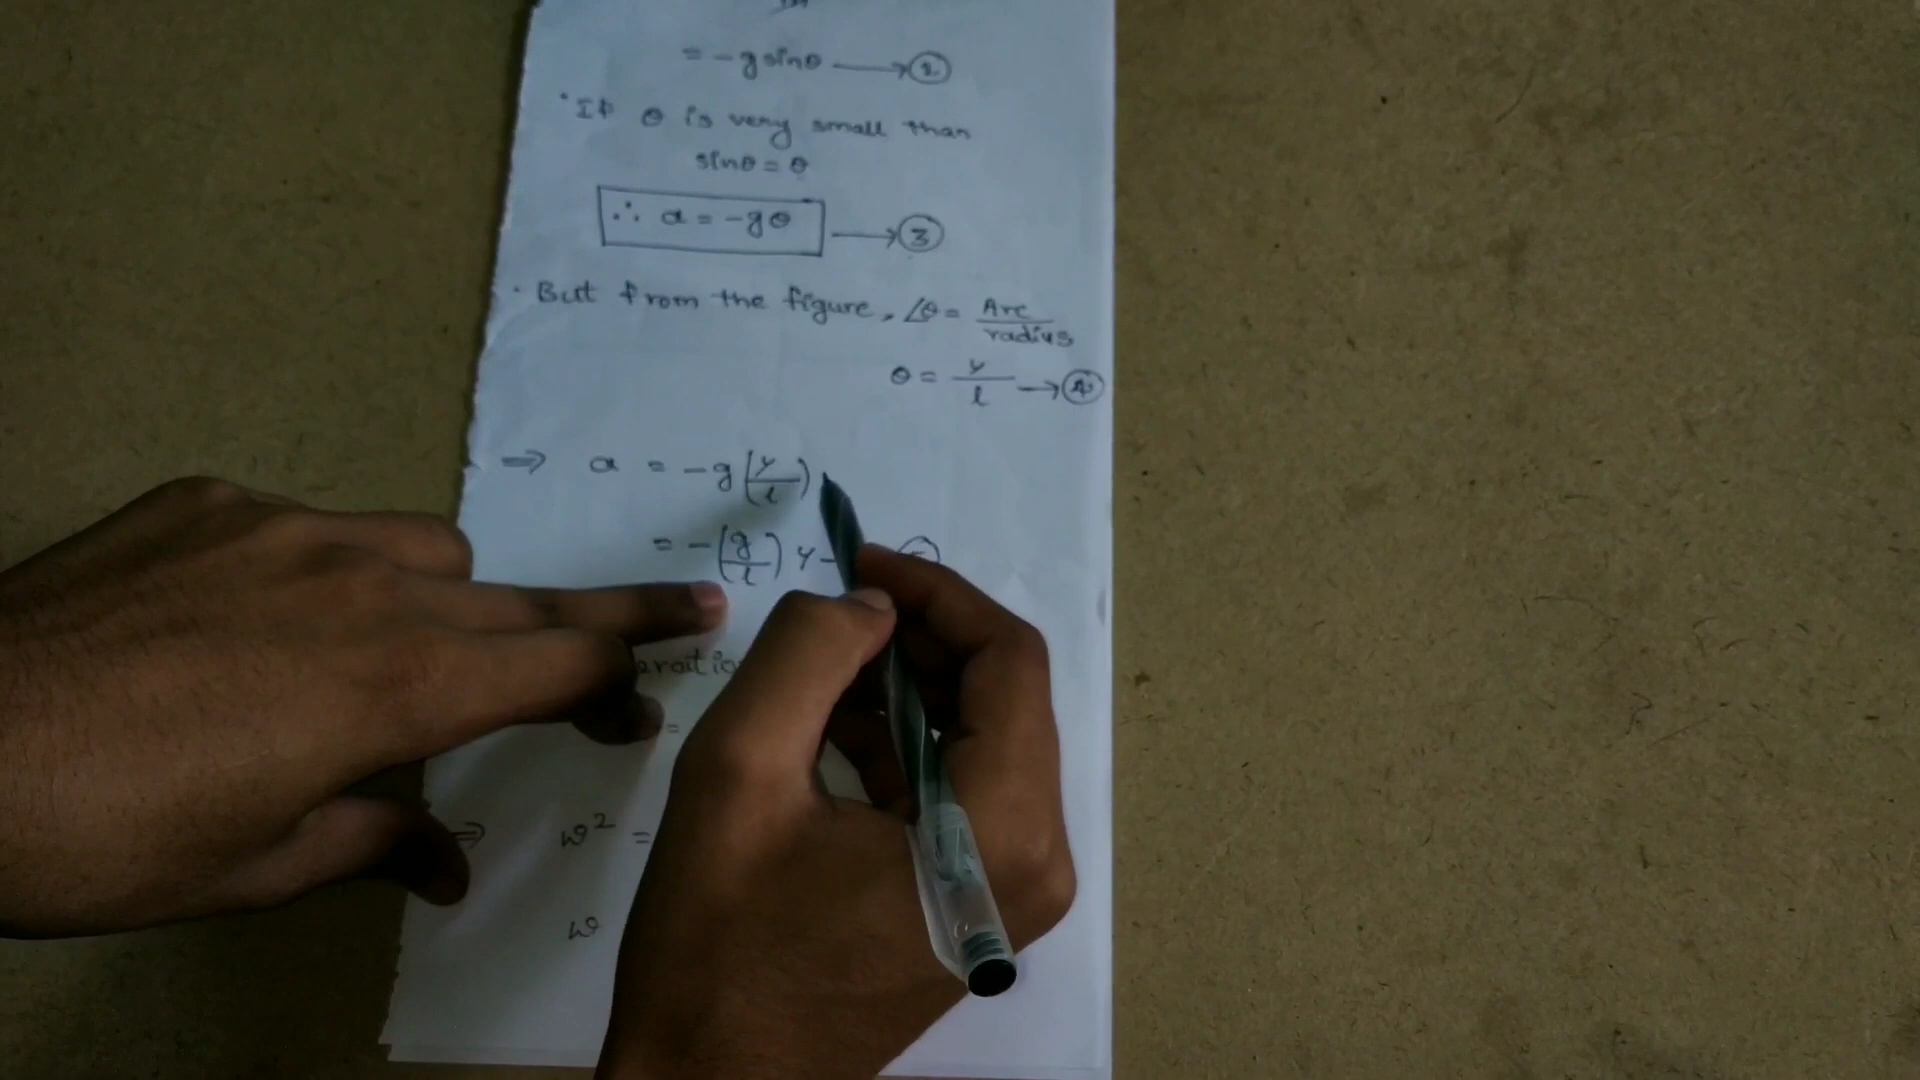 = -g sinθ ⟶ ②
· If θ is very small than
sinθ = θ
∴ a = -gθ ⟶ ③
· But from the figure, ∠θ = Arc/radius
θ = y/l ⟶ ④
⇒ a = -g(y/l)
= -(g/l) y
⇒ ω² =
ω